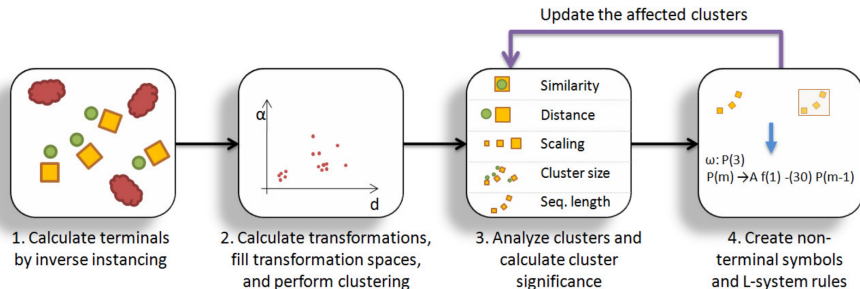 Update the affected clusters
α
d
Similarity
Distance
Scaling
Cluster size
Seq. length
ω: P(3)
P(m) →A f(1) -(30) P(m-1)
1. Calculate terminals
by inverse instancing
2. Calculate transformations,
fill transformation spaces,
and perform clustering
3. Analyze clusters and
calculate cluster
significance
4. Create non-
terminal symbols
and L-system rules